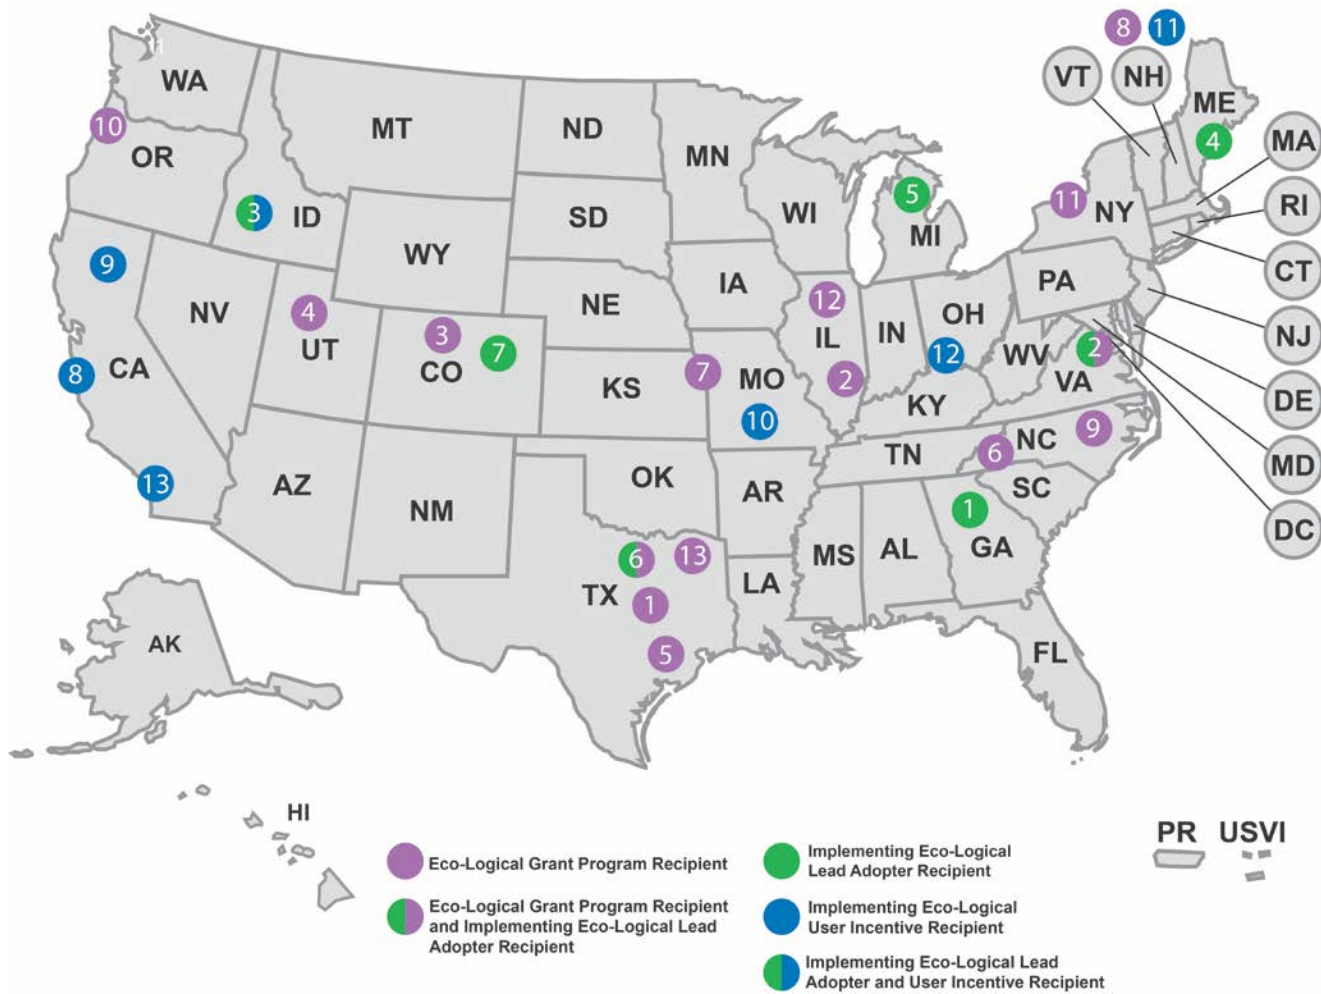 8 11
11
WA
VT
NH
ME
MT
ND
MN
10
OR
4
MA
5
3
ID
SD
WI
MI
11
NY
RI
WY
9
CT
IA
PA
NE
12
OH
NV
4
3
7
IL
IN
12
NJ
UT
CO
WV
2
8
CA
KS
7
MO
2
VA
DE
KY
10
9
NC
6
TN
MD
13
AZ
OK
AR
SC
NM
1
DC
GA
MS
AL
6
13
TX
1
LA
5
FL
AK
HI
PR USVI
Eco-Logical Grant Program Recipient
Eco-Logical Grant Program Recipient
and Implementing Eco-Logical Lead
Adopter Recipient
Implementing Eco-Logical
Lead Adopter Recipient
Implementing Eco-Logical
User Incentive Recipient
Implementing Eco-Logical Lead
Adopter and User Incentive Recipient